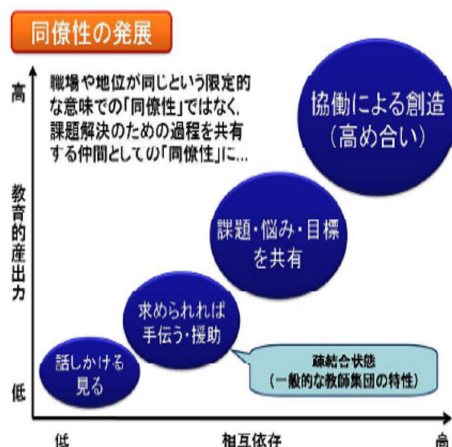 同僚性の発展
高
職場や地位が同じという限定的
な意味での「同僚性」ではなく、
課題解決のための過程を共有
する仲間としての「同僚性」に…
協働による創造
(高め合い)
教育的産出力
課題・悩み・目標
を共有
求められれば
手伝う・援助
話しかける
見る
疎結合状態
(一般的な教師集団の特性)
低
低
相互依存
高